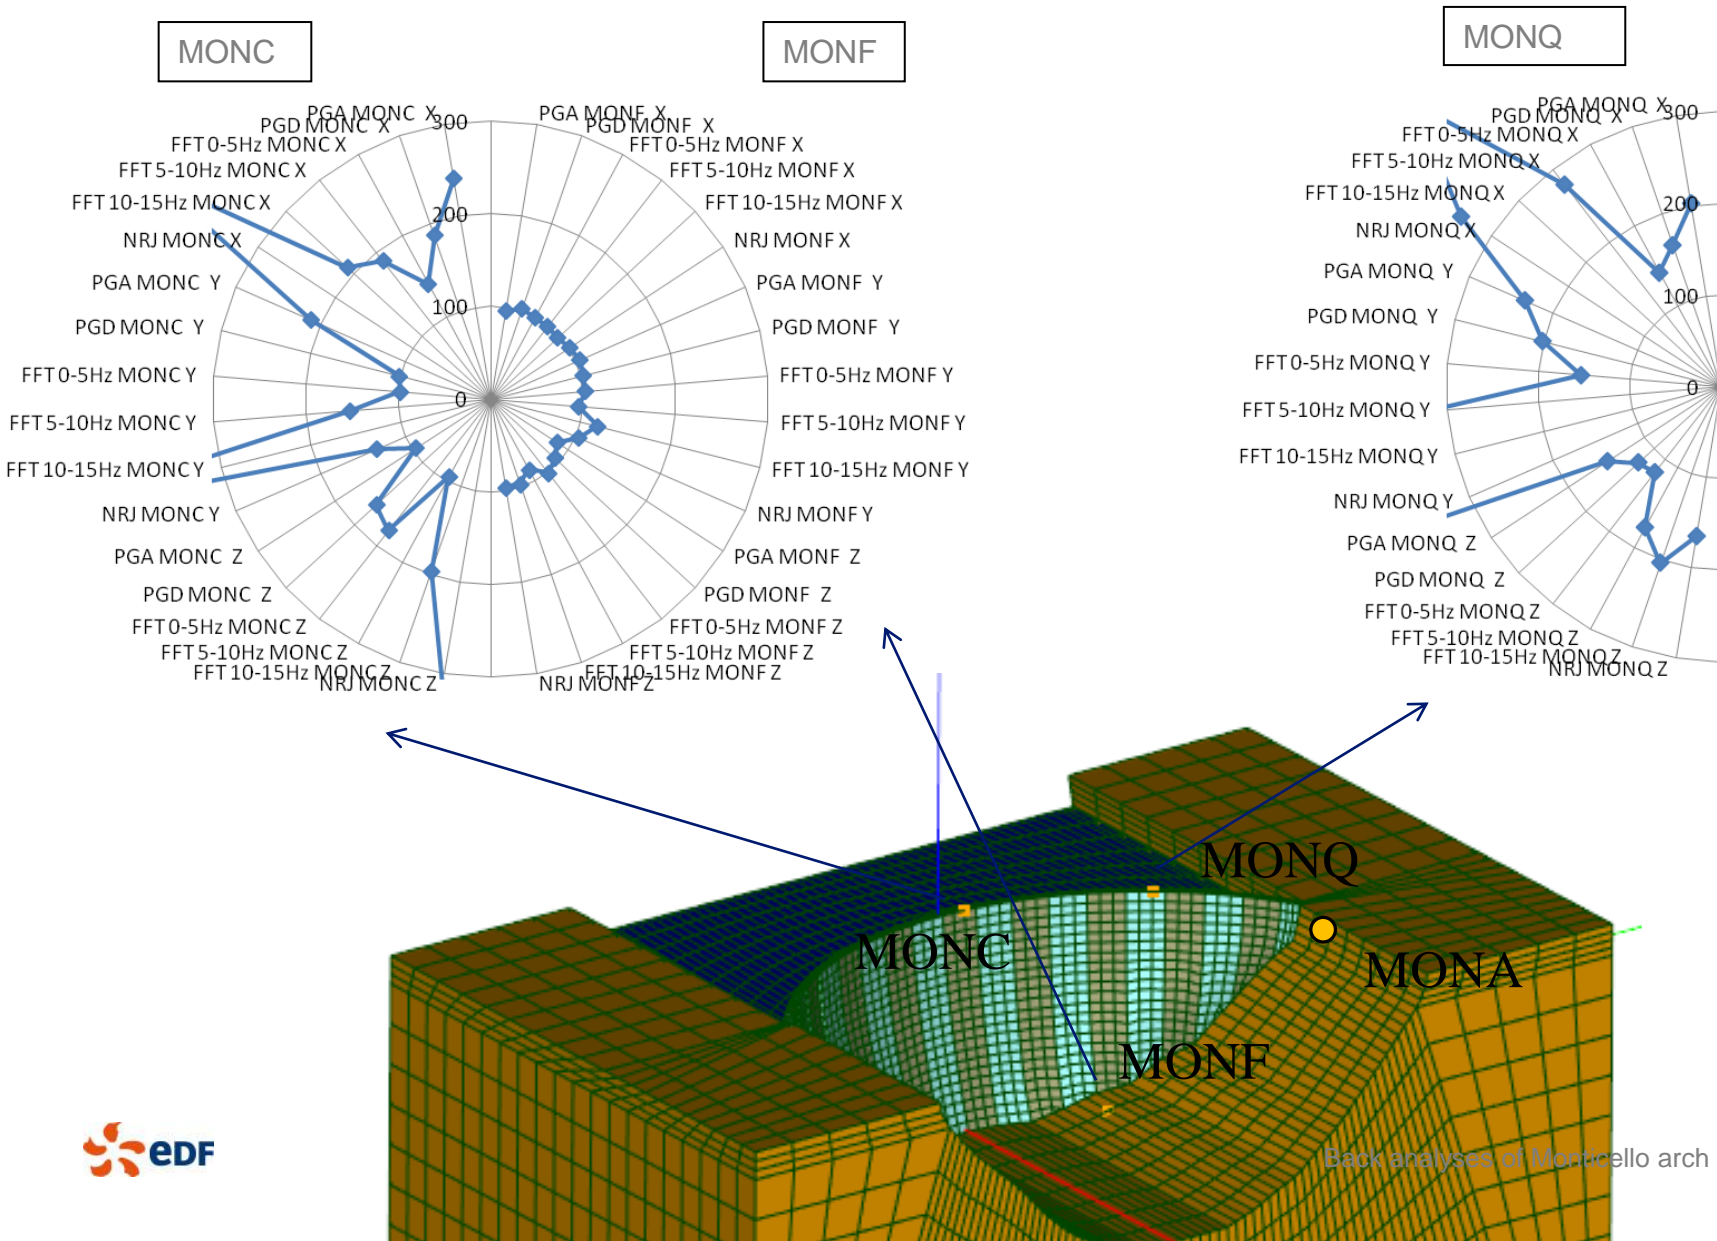 MONC
MONF
MONQ
PGA MONC X
PGD MONC X
FFT 0-5Hz MONC X
FFT 5-10Hz MONC X
FFT 10-15Hz MONC X
NRJ MONC X
PGA MONC Y
PGD MONC Y
FFT 0-5Hz MONC Y
FFT 5-10Hz MONC Y
FFT 10-15Hz MONC Y
NRJ MONC Y
PGA MONC Z
PGD MONC Z
FFT 0-5Hz MONC Z
FFT 5-10Hz MONC Z
FFT 10-15Hz MONC Z
NRJ MONC Z
300
200
100
0
PGA MONF X
PGD MONF X
FFT 0-5Hz MONF X
FFT 5-10Hz MONF X
FFT 10-15Hz MONF X
NRJ MONF X
PGA MONF Y
PGD MONF Y
FFT 0-5Hz MONF Y
FFT 5-10Hz MONF Y
FFT 10-15Hz MONF Y
NRJ MONF Y
PGA MONF Z
PGD MONF Z
FFT 0-5Hz MONF Z
FFT 5-10Hz MONF Z
FFT 10-15Hz MONF Z
NRJ MONF Z
PGA MONQ X
PGD MONQ X
FFT 0-5Hz MONQ X
FFT 5-10Hz MONQ X
FFT 10-15Hz MONQ X
NRJ MONQ X
PGA MONQ Y
PGD MONQ Y
FFT 0-5Hz MONQ Y
FFT 5-10Hz MONQ Y
FFT 10-15Hz MONQ Y
NRJ MONQ Y
PGA MONQ Z
PGD MONQ Z
FFT 0-5Hz MONQ Z
FFT 5-10Hz MONQ Z
FFT 10-15Hz MONQ Z
NRJ MONQ Z
300
200
100
0
MONQ
MONC
MONA
MONF
eDF
Back analyses of Monticello arch